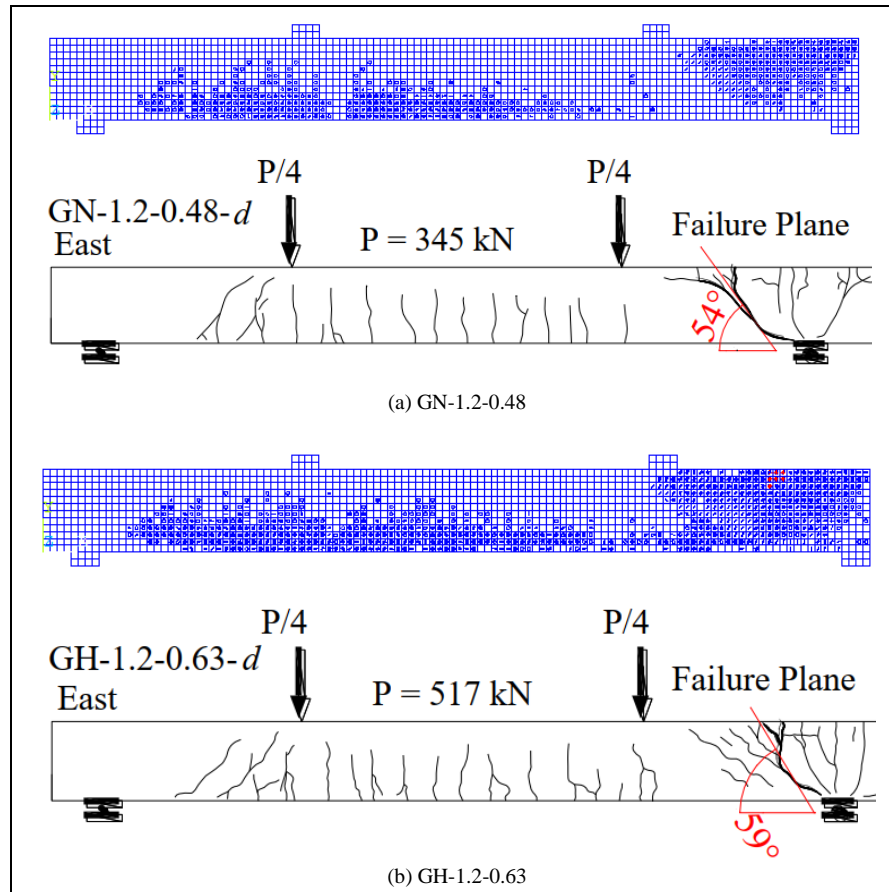 P/4 P/4
GN-1.2-0.48-d
East
P = 345 kN
Failure Plane
54°
(a) GN-1.2-0.48
P/4 P/4
GH-1.2-0.63-d
East
P = 517 kN
Failure Plane
59°
(b) GH-1.2-0.63